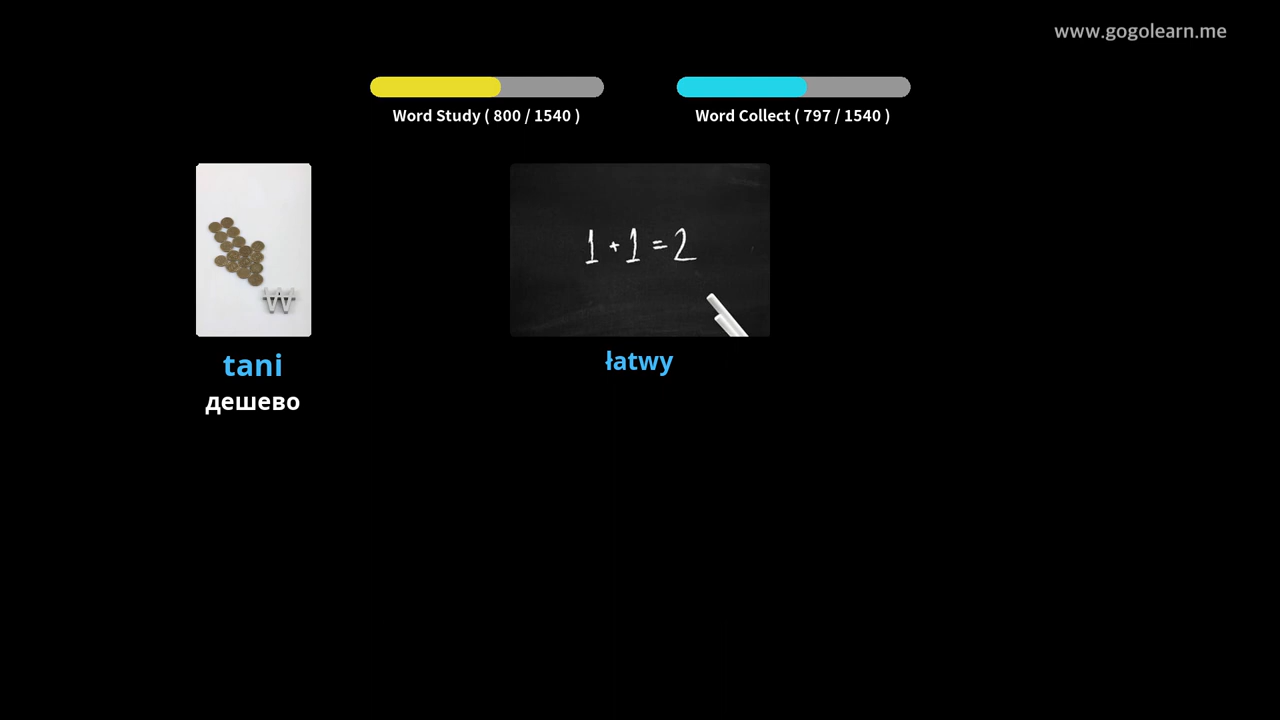 www.gogolearn.me
Word Study ( 800 / 1540 )
Word Collect ( 797 / 1540 )
1 + 1 = 2
tani
łatwy
дешево